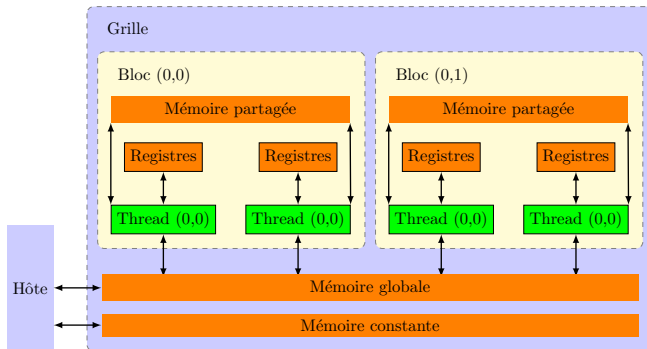 Grille
Bloc (0,0)
Bloc (0,1)
Mémoire partagée
Mémoire partagée
Registres
Registres
Registres
Registres
Thread (0,0)
Thread (0,0)
Thread (0,0)
Thread (0,0)
Hôte
Mémoire globale
Mémoire constante